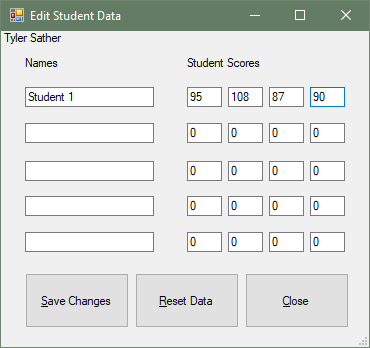 Edit Student Data
Tyler Sather
Names Student Scores
Student 1 95 108 87 90
0 0 0 0
0 0 0 0
0 0 0 0
0 0 0 0
Save Changes Reset Data Close